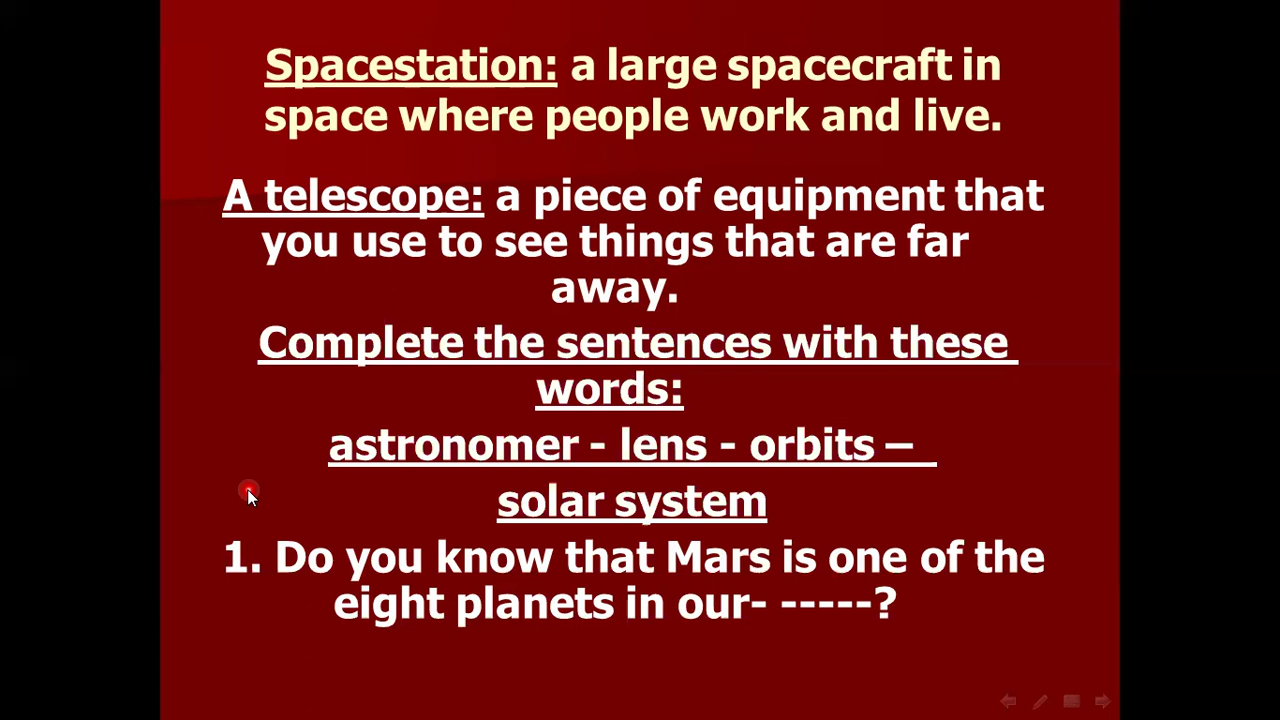 Spacestation: a large spacecraft in
space where people work and live.
A telescope: a piece of equipment that
you use to see things that are far
away.
Complete the sentences with these
words:
astronomer - lens - orbits –
solar system
1. Do you know that Mars is one of the
eight planets in our- -----?